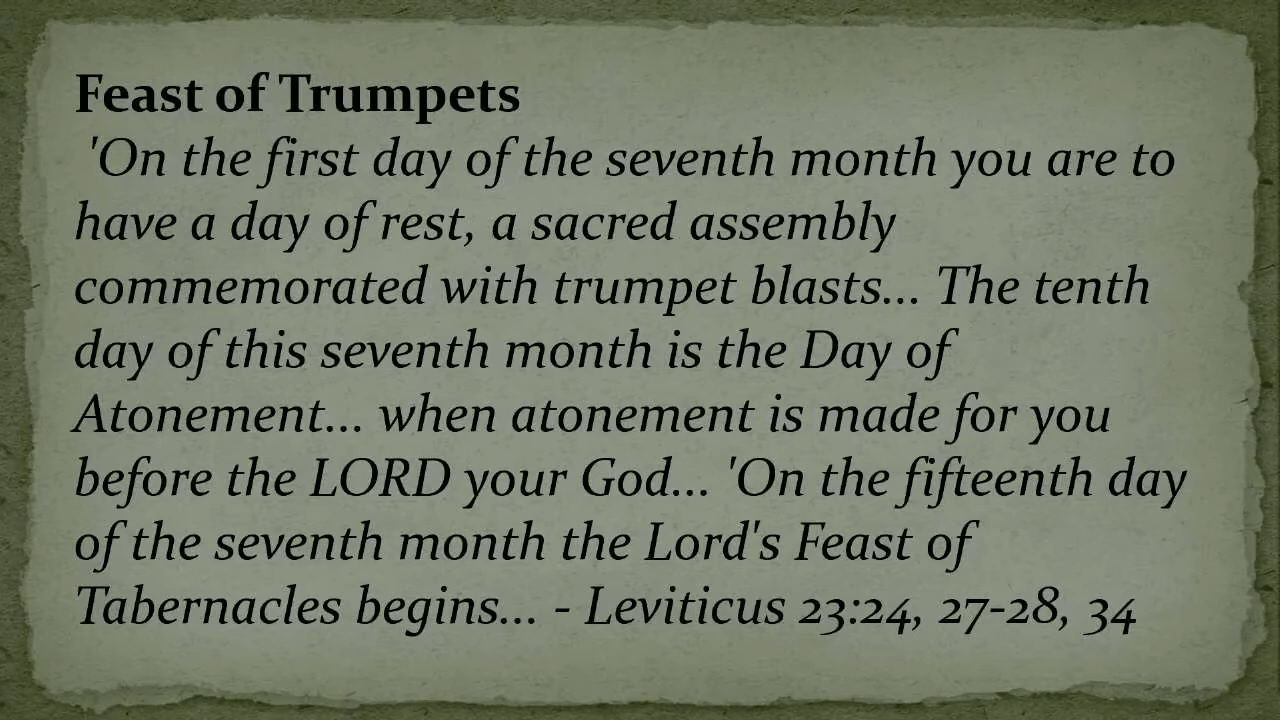 Feast of Trumpets
'On the first day of the seventh month you are to
have a day of rest, a sacred assembly
commemorated with trumpet blasts... The tenth
day of this seventh month is the Day of
Atonement... when atonement is made for you
before the LORD your God... 'On the fifteenth day
of the seventh month the Lord's Feast of
Tabernacles begins... - Leviticus 23:24, 27-28, 34